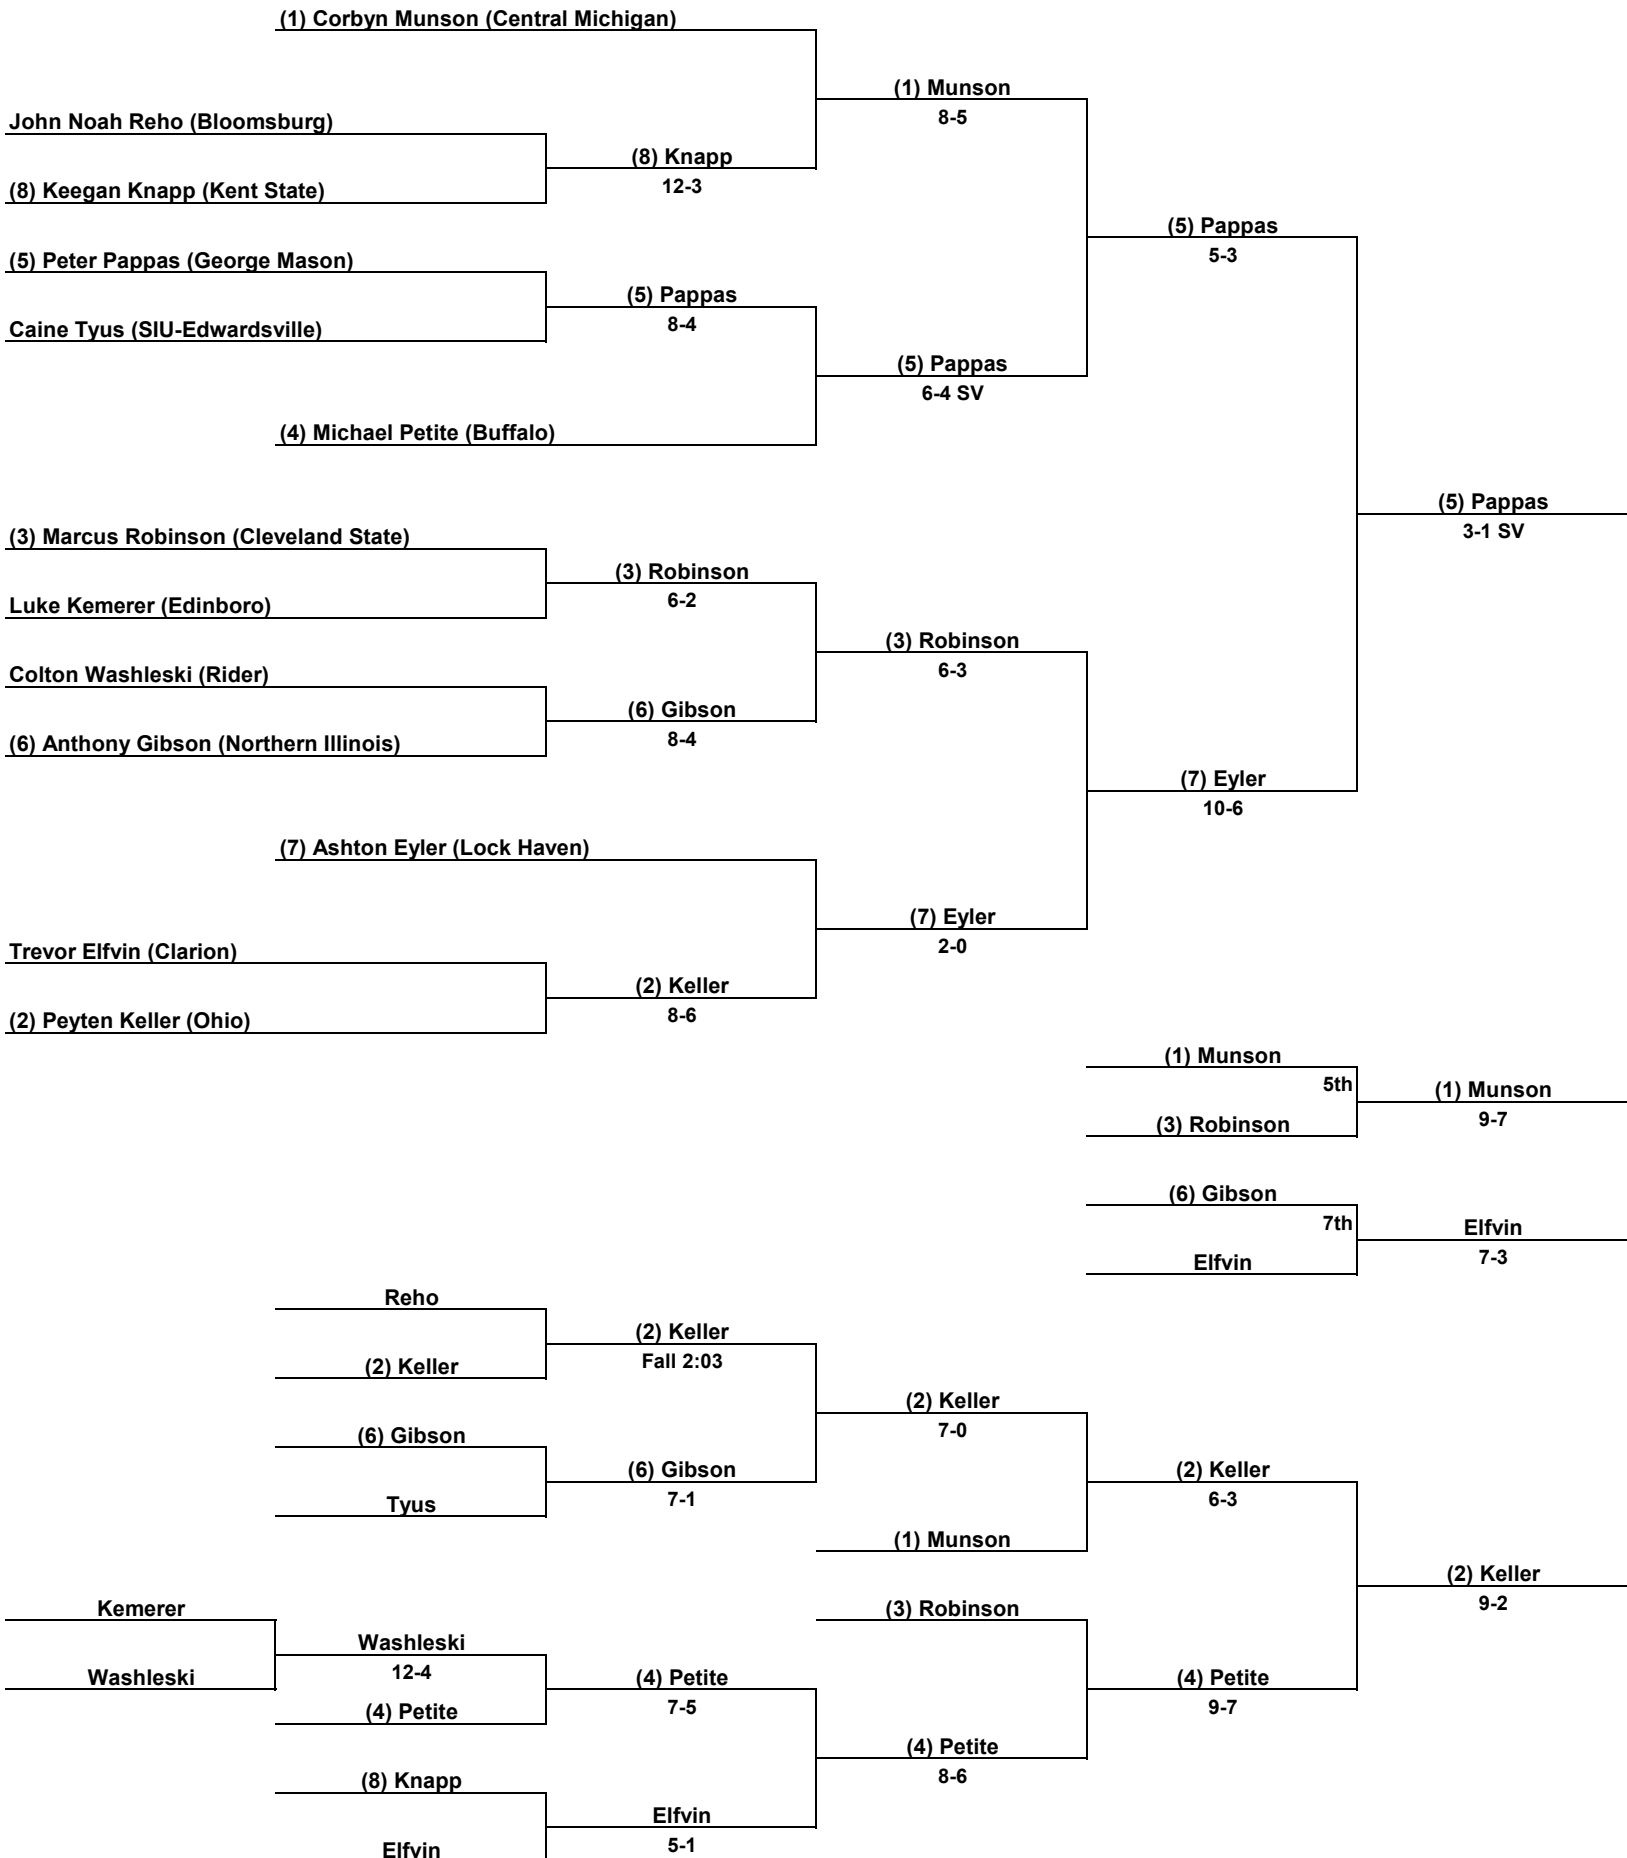 (1) Corbyn Munson (Central Michigan)
(1) Munson
8-5
John Noah Reho (Bloomsburg)
(8) Knapp
12-3
(8) Keegan Knapp (Kent State)
(5) Pappas
5-3
(5) Peter Pappas (George Mason)
(5) Pappas
8-4
Caine Tyus (SIU-Edwardsville)
(5) Pappas
6-4 SV
(4) Michael Petite (Buffalo)
(5) Pappas
3-1 SV
(3) Marcus Robinson (Cleveland State)
(3) Robinson
6-2
Luke Kemerer (Edinboro)
(3) Robinson
6-3
Colton Washleski (Rider)
(6) Gibson
8-4
(6) Anthony Gibson (Northern Illinois)
(7) Eyler
10-6
(7) Ashton Eyler (Lock Haven)
(7) Eyler
2-0
Trevor Elfvin (Clarion)
(2) Keller
8-6
(2) Peyten Keller (Ohio)
(1) Munson
5th
(1) Munson
9-7
(3) Robinson
(6) Gibson
7th
Elfvin
7-3
Elfvin
Reho
(2) Keller
Fall 2:03
(2) Keller
(2) Keller
7-0
(6) Gibson
(6) Gibson
7-1
Tyus
(2) Keller
6-3
(1) Munson
(2) Keller
9-2
Kemerer
(3) Robinson
Washleski
12-4
Washleski
(4) Petite
7-5
(4) Petite
9-7
(4) Petite
(4) Petite
8-6
(8) Knapp
Elfvin
5-1
Elfvin